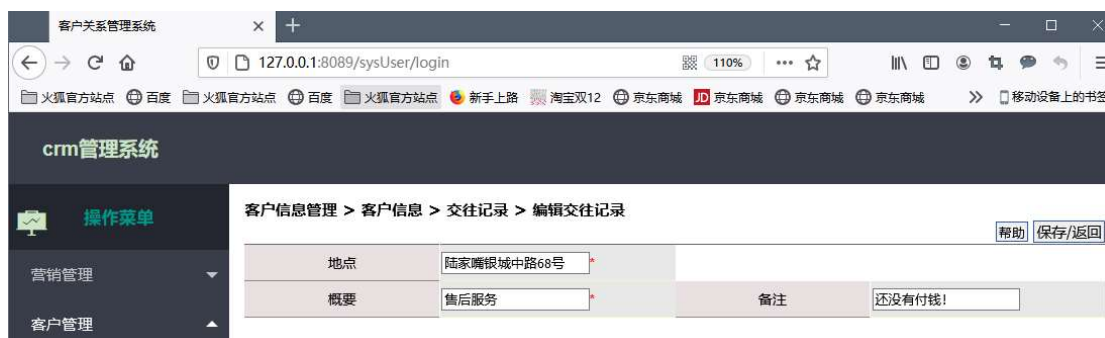 客户关系管理系统
127.0.0.1:8089/sysUser/login 110%
火狐官方站点 百度 火狐官方站点 百度 火狐官方站点 新手上路 淘宝双12 京东商城 JD 京东商城 京东商城 京东商城 移动设备上的书签
crm管理系统
操作菜单
客户信息管理 > 客户信息 > 交往记录 > 编辑交往记录
帮助 保存/返回
营销管理
地点 陆家嘴银城中路68号 *
概要 售后服务 * 备注 还没有付钱!
客户管理